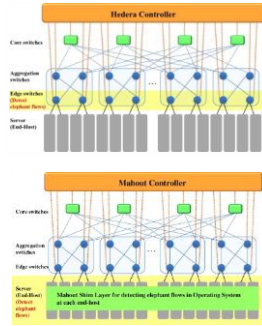 Hedera Controller
Core switches
Aggregation
switches
...
Edge switches
(Detect
elephant flows)
Server
(End-Host)
Mahout Controller
Core switches
Aggregation
switches
...
Edge switches
Server
(End-Host)
(Detect
elephant
flows)
Mahout Shim Layer for detecting elephant flows in Operating System
at each end-host